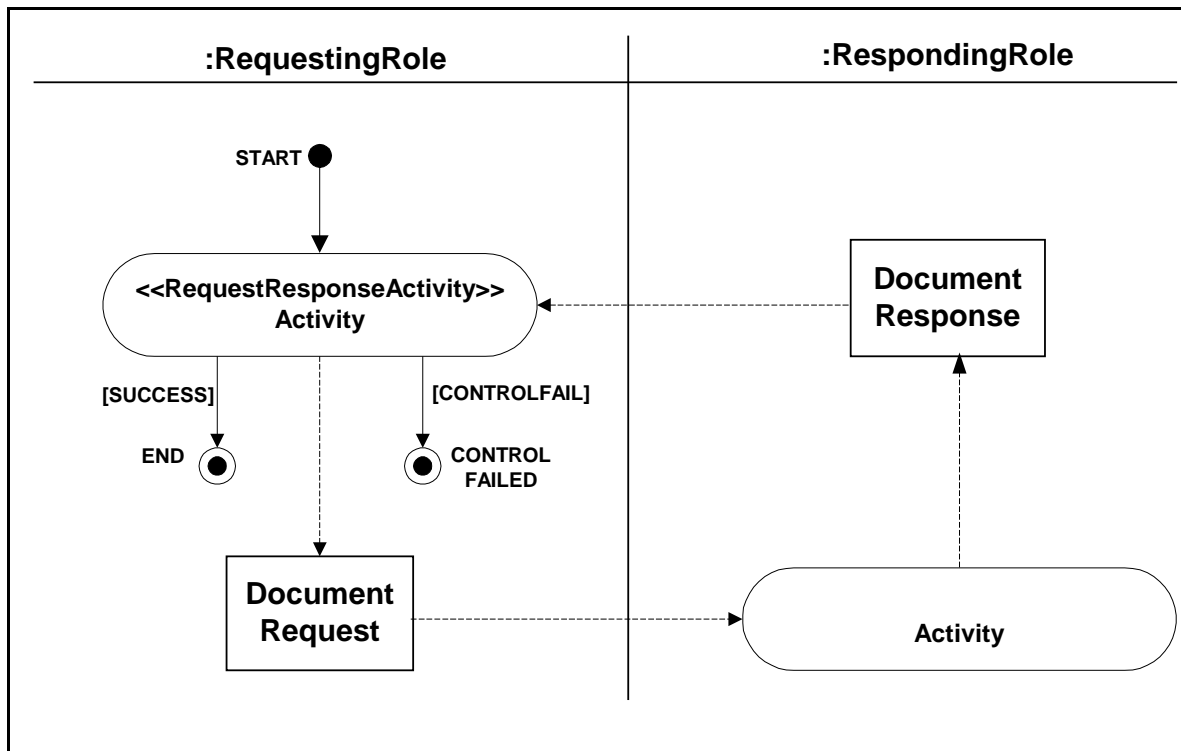 :RequestingRole
:RespondingRole
START
<<RequestResponseActivity>>
Activity
Document
Response
[SUCCESS]
[CONTROLFAIL]
END
CONTROL
FAILED
Document
Request
Activity